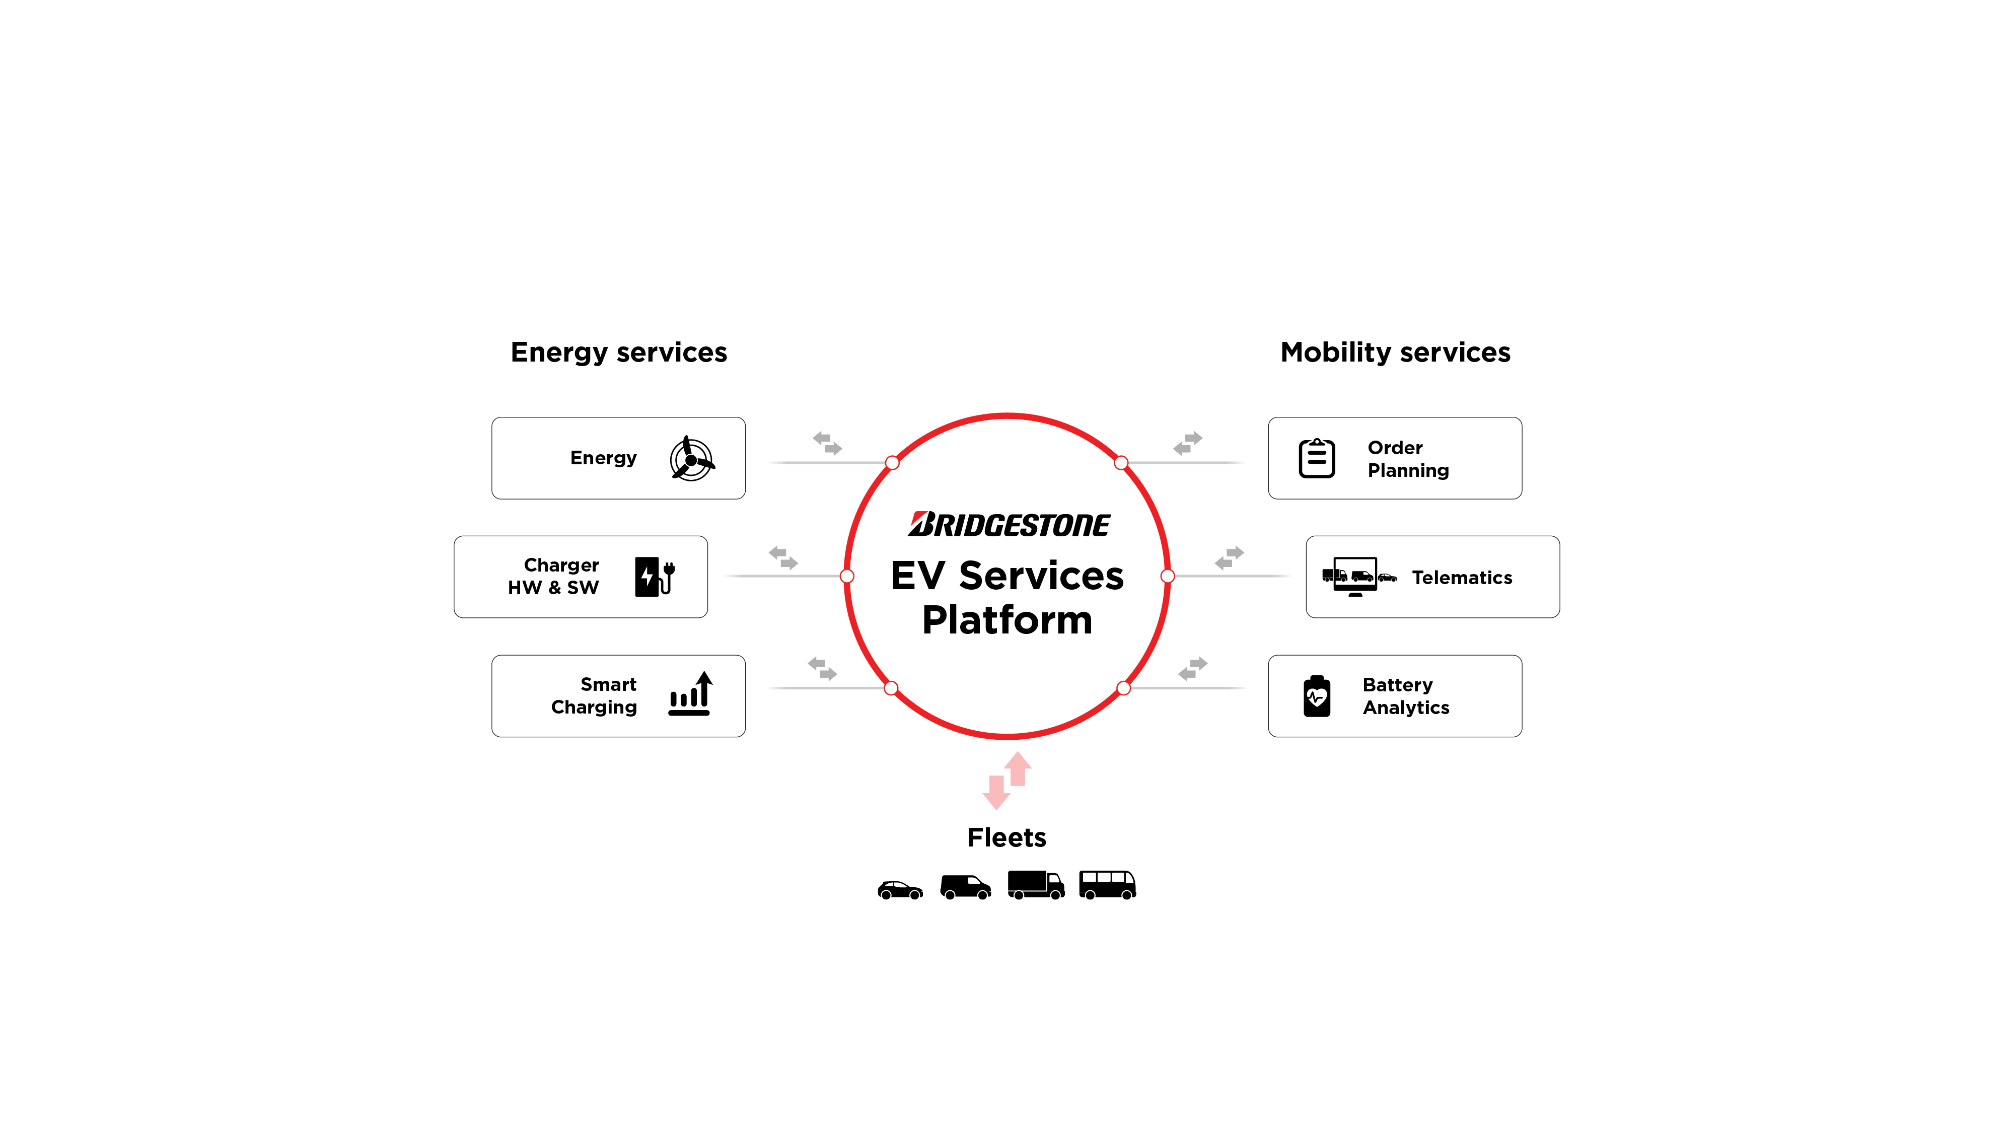 Energy services
Energy
Charger
HW & SW
Smart
Charging
BRIDGESTONE
EV Services
Platform
Mobility services
Order
Planning
Telematics
Battery
Analytics
Fleets